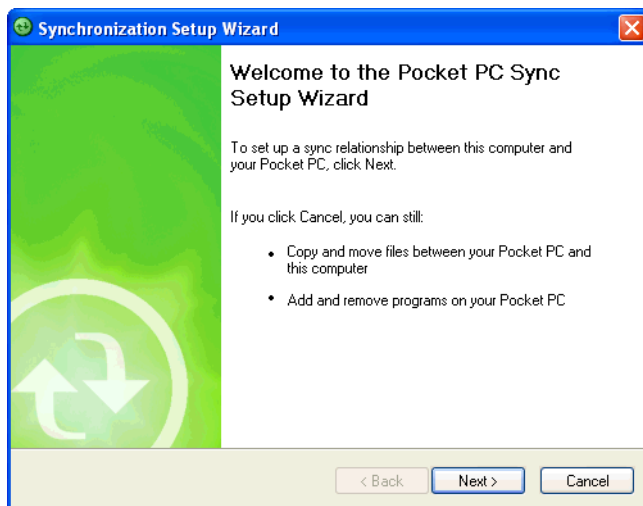 Synchronization Setup Wizard
Welcome to the Pocket PC Sync
Setup Wizard
To set up a sync relationship between this computer and
your Pocket PC, click Next.
If you click Cancel, you can still:
• Copy and move files between your Pocket PC and
this computer
• Add and remove programs on your Pocket PC
< Back
Next >
Cancel